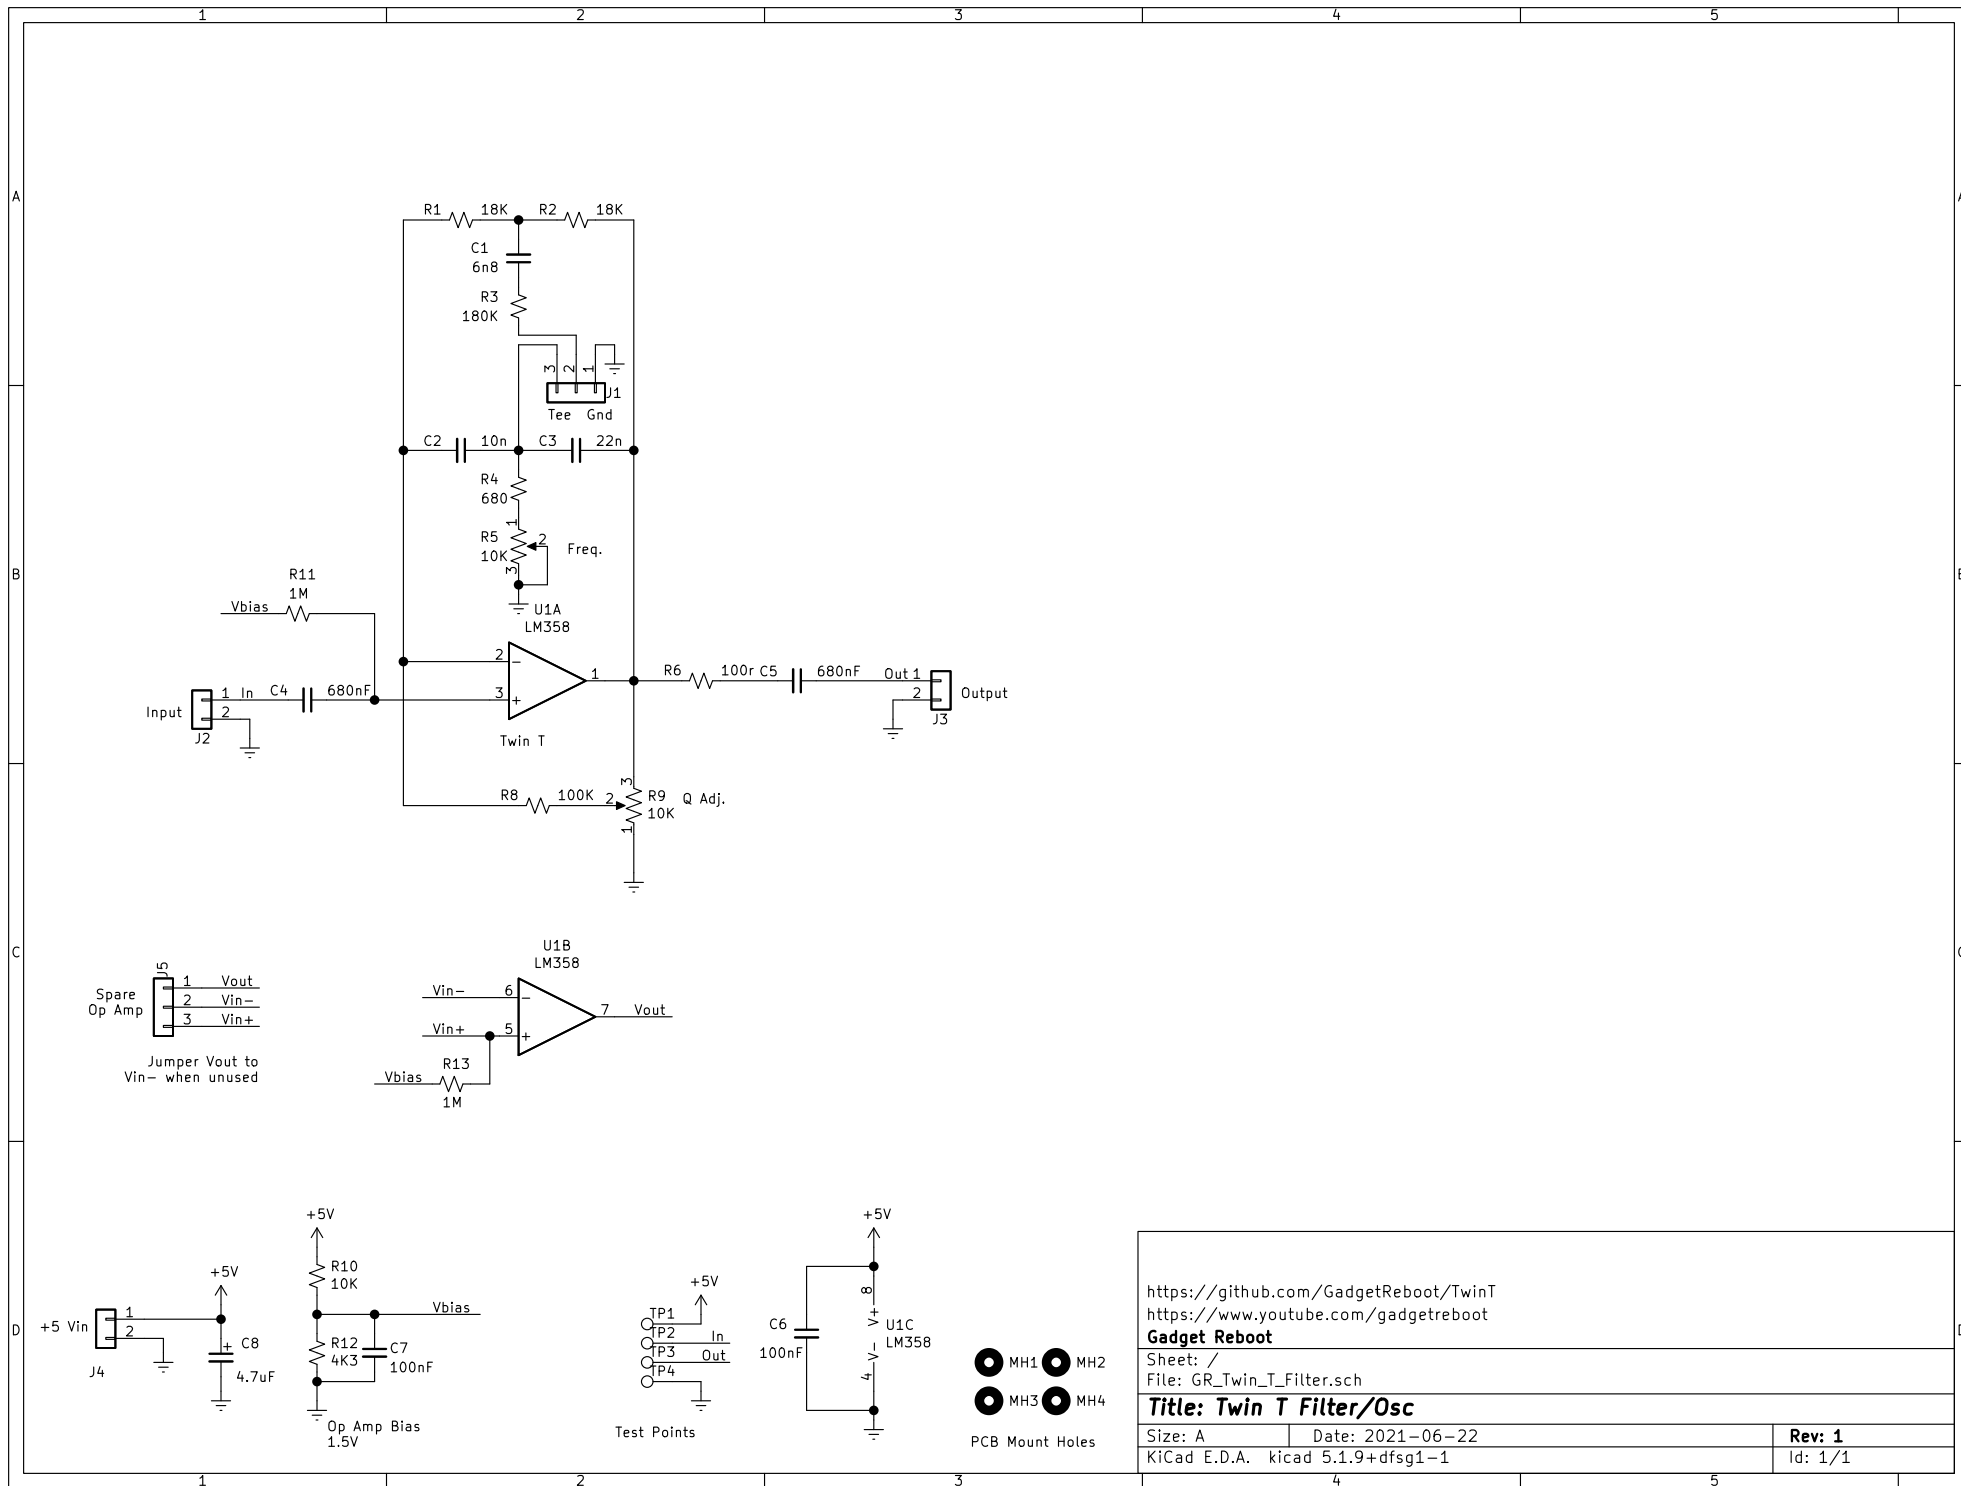 1 2 3 4 5
A
R1 18K R2 18K
C1
6n8
R3
180K
3 2 1
J1
Tee Gnd
C2 10n C3 22n
R4
680
1
R5 2
10K Freq.
3
B
R11
1M
Vbias
U1A
LM358
2 −
1
3 +
R6 100r C5 680nF Out 1
2
Output
J3
1 In C4 680nF
Input 2
J2
Twin T
3
R8 100K 2 R9 Q Adj.
10K
1
C
U1B
LM358
J5
1 Vout
Spare 2 Vin−
Op Amp 3 Vin+
Vin− 6 −
7 Vout
Vin+ 5 +
R13
Vbias
1M
Jumper Vout to
Vin− when unused
D
+5V
1
+5 Vin 2
J4
+ C8
4.7uF
+5V
R10
10K
Vbias
R12
4K3
C7
100nF
Op Amp Bias
1.5V
+5V
TP1
TP2 In
TP3 Out
TP4
Test Points
+5V
8
V+
C6
100nF
U1C
LM358
V−
4
MH1 MH2
MH3 MH4
PCB Mount Holes
https://github.com/GadgetReboot/TwinT
https://www.youtube.com/gadgetreboot
Gadget Reboot
Sheet: /
File: GR_Twin_T_Filter.sch
Title: Twin T Filter/Osc
Size: A Date: 2021-06-22 Rev: 1
KiCad E.D.A. kicad 5.1.9+dfsg1-1 Id: 1/1
1 2 3 4 5